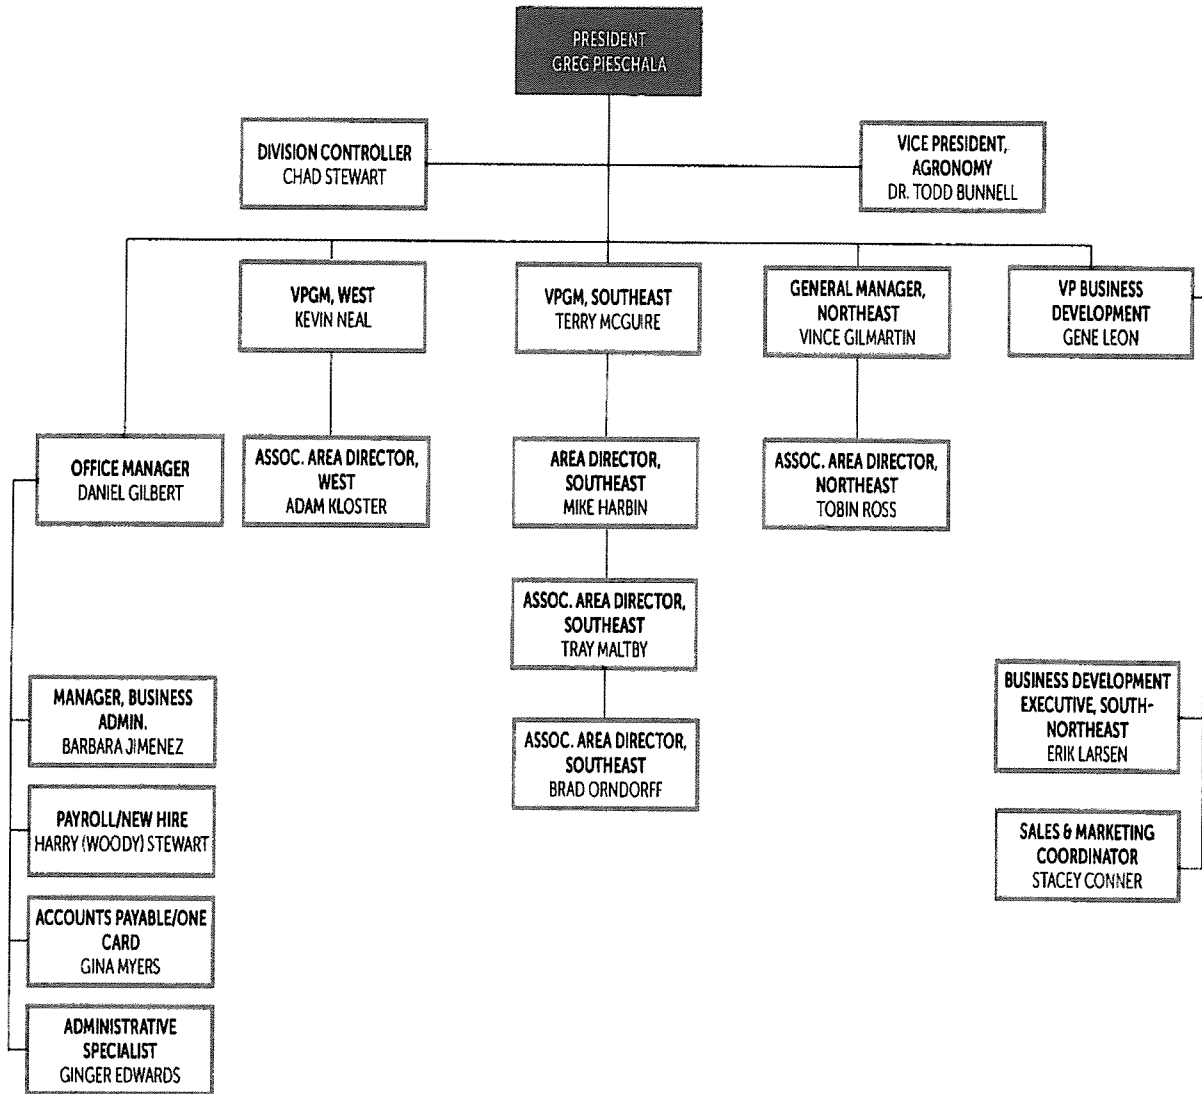 PRESIDENT
GREG PIESCHALA
DIVISION CONTROLLER
CHAD STEWART
VICE PRESIDENT,
AGRONOMY
DR. TODD BUNNELL
VPGM, WEST
KEVIN NEAL
VPGM, SOUTHEAST
TERRY MCGUIRE
GENERAL MANAGER,
NORTHEAST
VINCE GILMARTIN
VP BUSINESS
DEVELOPMENT
GENE LEON
OFFICE MANAGER
DANIEL GILBERT
ASSOC. AREA DIRECTOR,
WEST
ADAM KLOSTER
AREA DIRECTOR,
SOUTHEAST
MIKE HARBIN
ASSOC. AREA DIRECTOR,
NORTHEAST
TOBIN ROSS
ASSOC. AREA DIRECTOR,
SOUTHEAST
TRAY MALTBY
MANAGER, BUSINESS
ADMIN.
BARBARA JIMENEZ
BUSINESS DEVELOPMENT
EXECUTIVE, SOUTH-
NORTHEAST
ERIK LARSEN
ASSOC. AREA DIRECTOR,
SOUTHEAST
BRAD ORNDORFF
PAYROLL/NEW HIRE
HARRY (WOODY) STEWART
SALES & MARKETING
COORDINATOR
STACEY CONNER
ACCOUNTS PAYABLE/ONE
CARD
GINA MYERS
ADMINISTRATIVE
SPECIALIST
GINGER EDWARDS